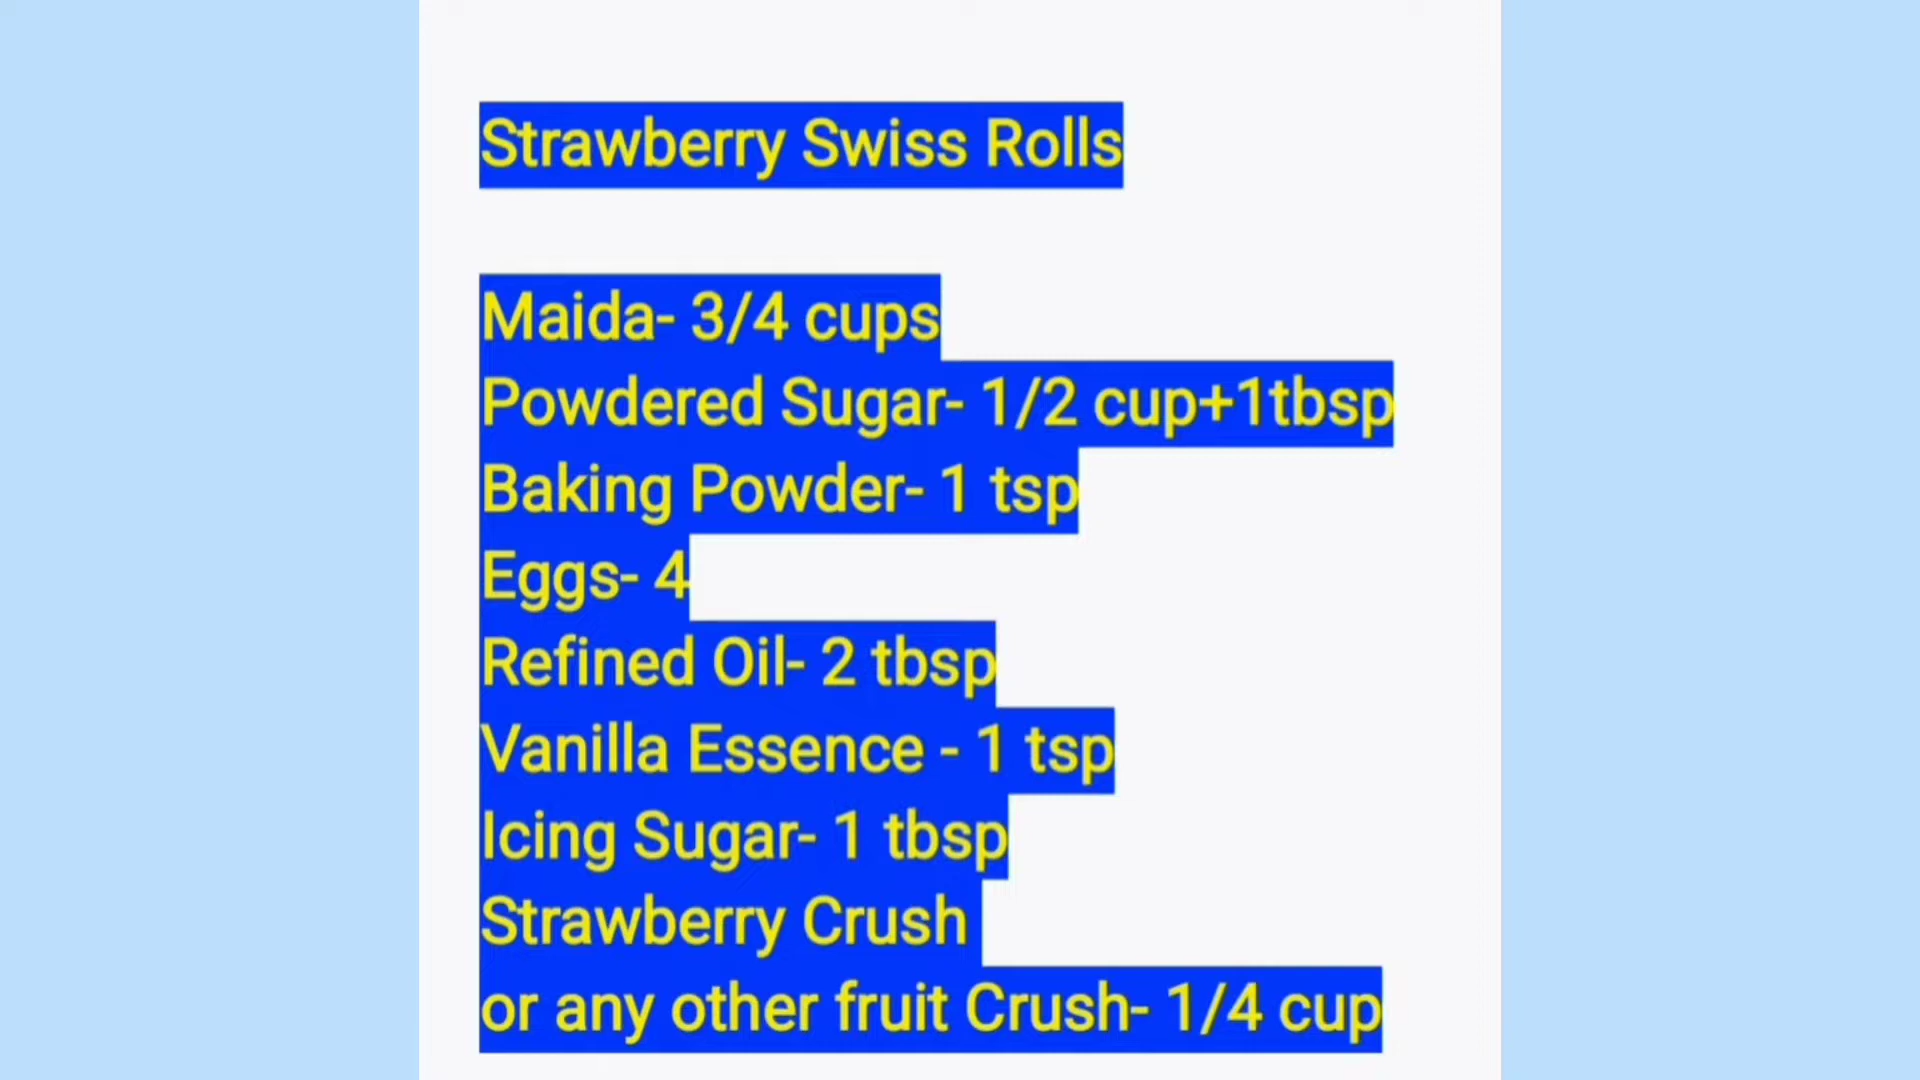 Strawberry Swiss Rolls
Maida- 3/4 cups
Powdered Sugar- 1/2 cup+1tbsp
Baking Powder- 1 tsp
Eggs- 4
Refined Oil- 2 tbsp
Vanilla Essence - 1 tsp
Icing Sugar- 1 tbsp
Strawberry Crush
or any other fruit Crush- 1/4 cup